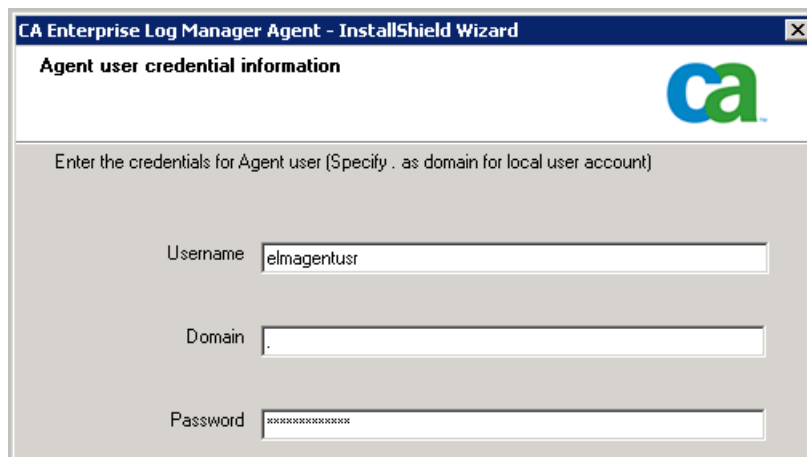 CA Enterprise Log Manager Agent - InstallShield Wizard
Agent user credential information
ca
Enter the credentials for Agent user (Specify . as domain for local user account)
Username elmagentusr
Domain .
Password *************